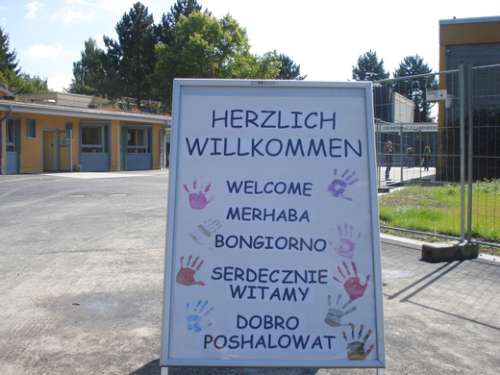 HERZLICH
WILLKOMMEN
WELCOME
MERHABA
BONGIORNO
SERDECZNIE
WITAMY
DOBRO
POSHALOWAT